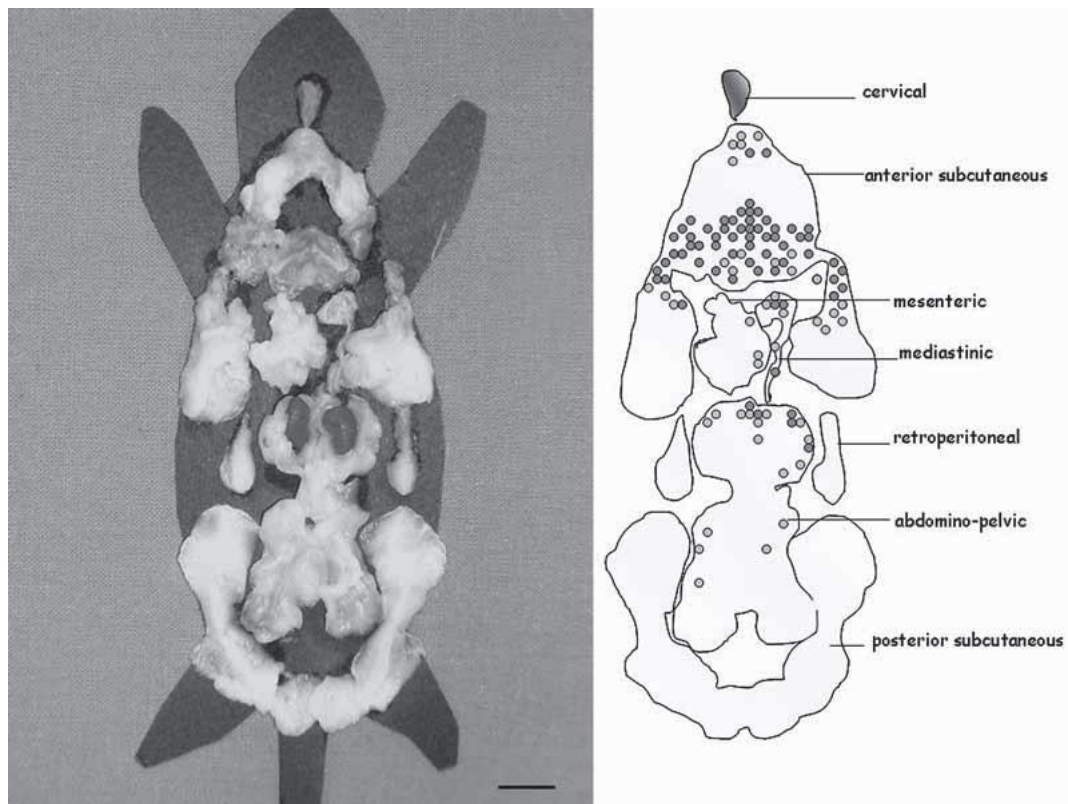 cervical
anterior subcutaneous
mesenteric
mediastinic
retroperitoneal
abdomino-pelvic
posterior subcutaneous